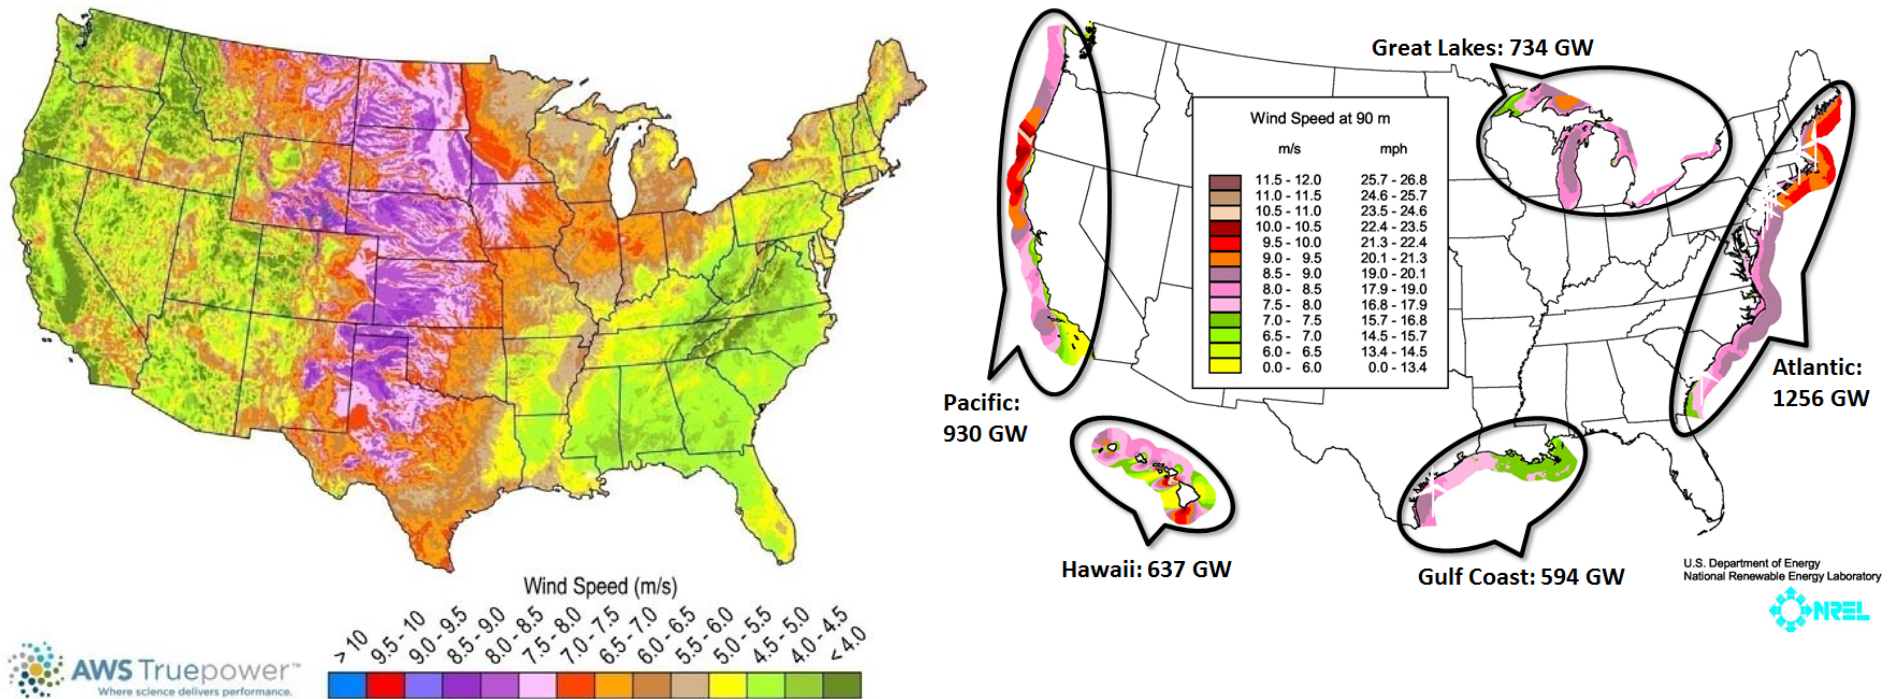 Wind Speed (m/s)
> 10
9.5 - 10
9.0 - 9.5
8.5 - 9.0
8.0 - 8.5
7.5 - 8.0
7.0 - 7.5
6.5 - 7.0
6.0 - 6.5
5.5 - 6.0
5.0 - 5.5
4.5 - 5.0
4.0 - 4.5
< 4.0
AWS Truepower™
Where science delivers performance.
Great Lakes: 734 GW
Wind Speed at 90 m
m/s mph
11.5 - 12.0 25.7 - 26.8
11.0 - 11.5 24.6 - 25.7
10.5 - 11.0 23.5 - 24.6
10.0 - 10.5 22.4 - 23.5
9.5 - 10.0 21.3 - 22.4
9.0 - 9.5 20.1 - 21.3
8.5 - 9.0 19.0 - 20.1
8.0 - 8.5 17.9 - 19.0
7.5 - 8.0 16.8 - 17.9
7.0 - 7.5 15.7 - 16.8
6.5 - 7.0 14.5 - 15.7
6.0 - 6.5 13.4 - 14.5
0.0 - 6.0 0.0 - 13.4
Pacific:
930 GW
Atlantic:
1256 GW
Hawaii: 637 GW
Gulf Coast: 594 GW
U.S. Department of Energy
National Renewable Energy Laboratory
NREL